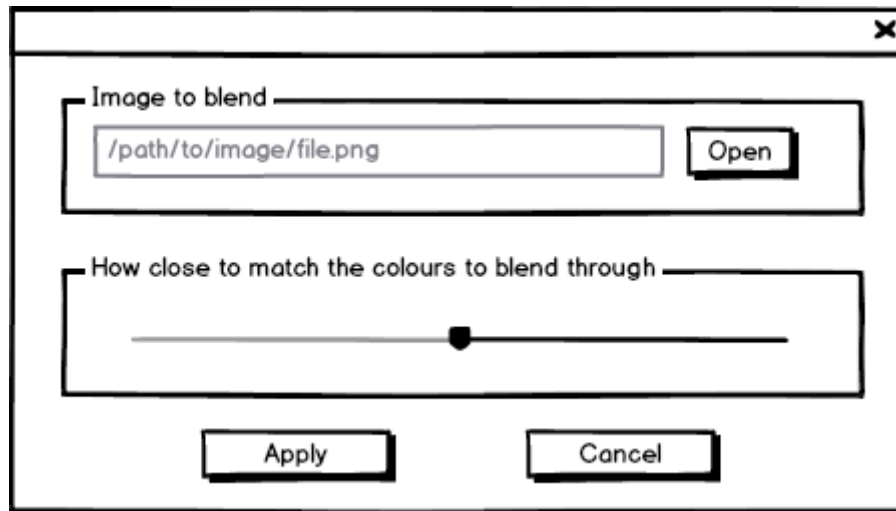 Image to blend
/path/to/image/file.png
Open
How close to match the colours to blend through
Apply
Cancel